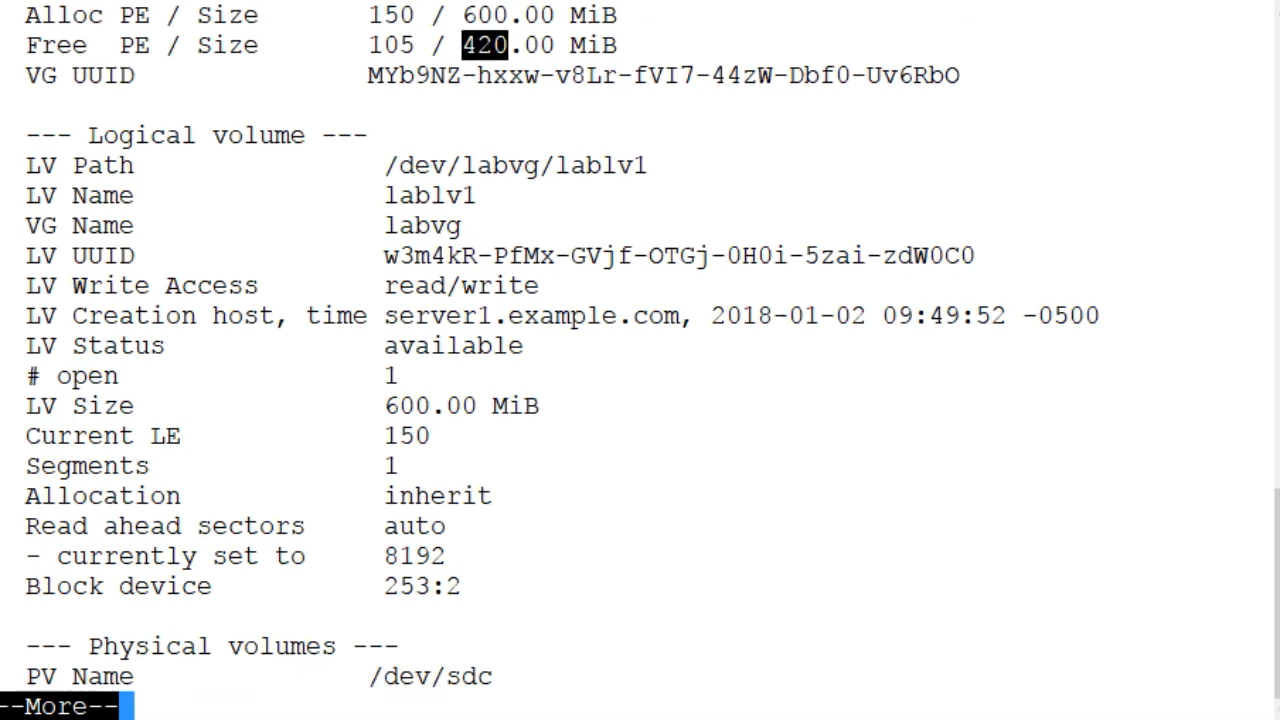 Alloc PE / Size 150 / 600.00 MiB
Free PE / Size 105 / 420.00 MiB
VG UUID MYb9NZ-hxxw-v8Lr-fVI7-44zW-Dbf0-Uv6RbO
--- Logical volume ---
LV Path /dev/labvg/lablv1
LV Name lablv1
VG Name labvg
LV UUID w3m4kR-PfMx-GVjf-OTGj-0H0i-5zai-zdW0C0
LV Write Access read/write
LV Creation host, time server1.example.com, 2018-01-02 09:49:52 -0500
LV Status available
# open 1
LV Size 600.00 MiB
Current LE 150
Segments 1
Allocation inherit
Read ahead sectors auto
- currently set to 8192
Block device 253:2
--- Physical volumes ---
PV Name /dev/sdc
--More--